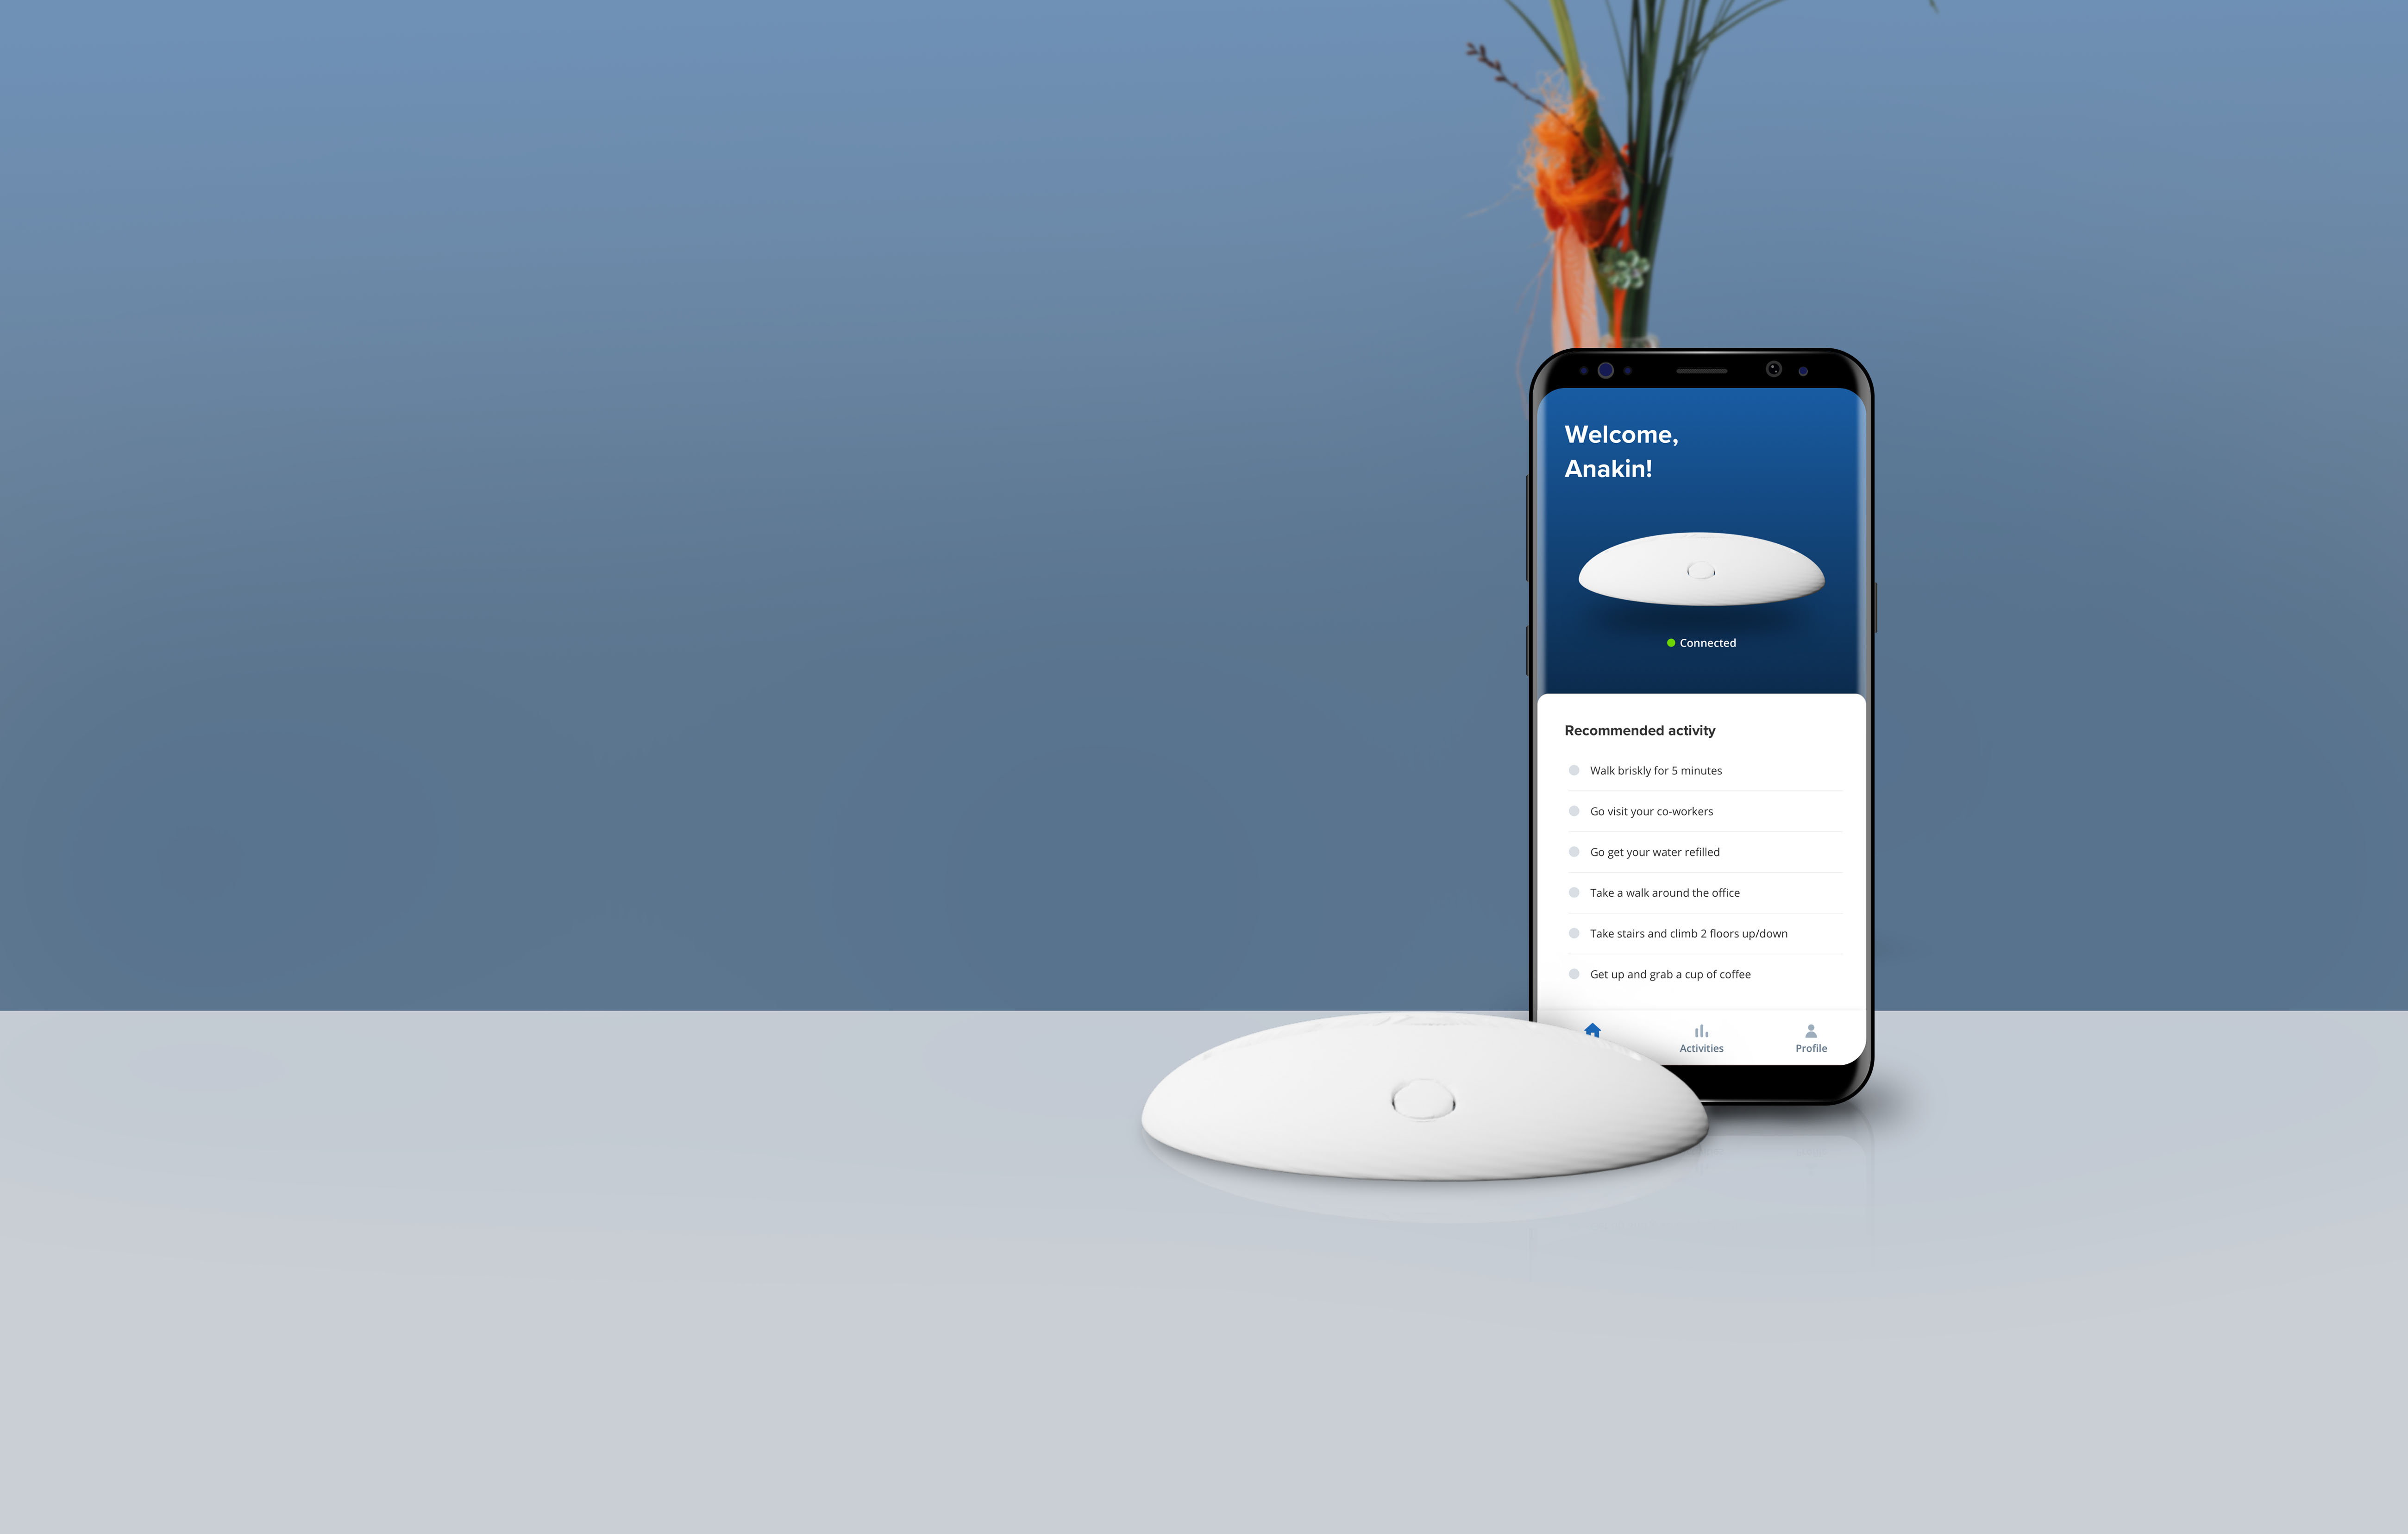 Welcome,
Anakin!
Connected
Recommended activity
Walk briskly for 5 minutes
Go visit your co-workers
Go get your water refilled
Take a walk around the office
Take stairs and climb 2 floors up/down
Get up and grab a cup of coffee
Activities
Profile